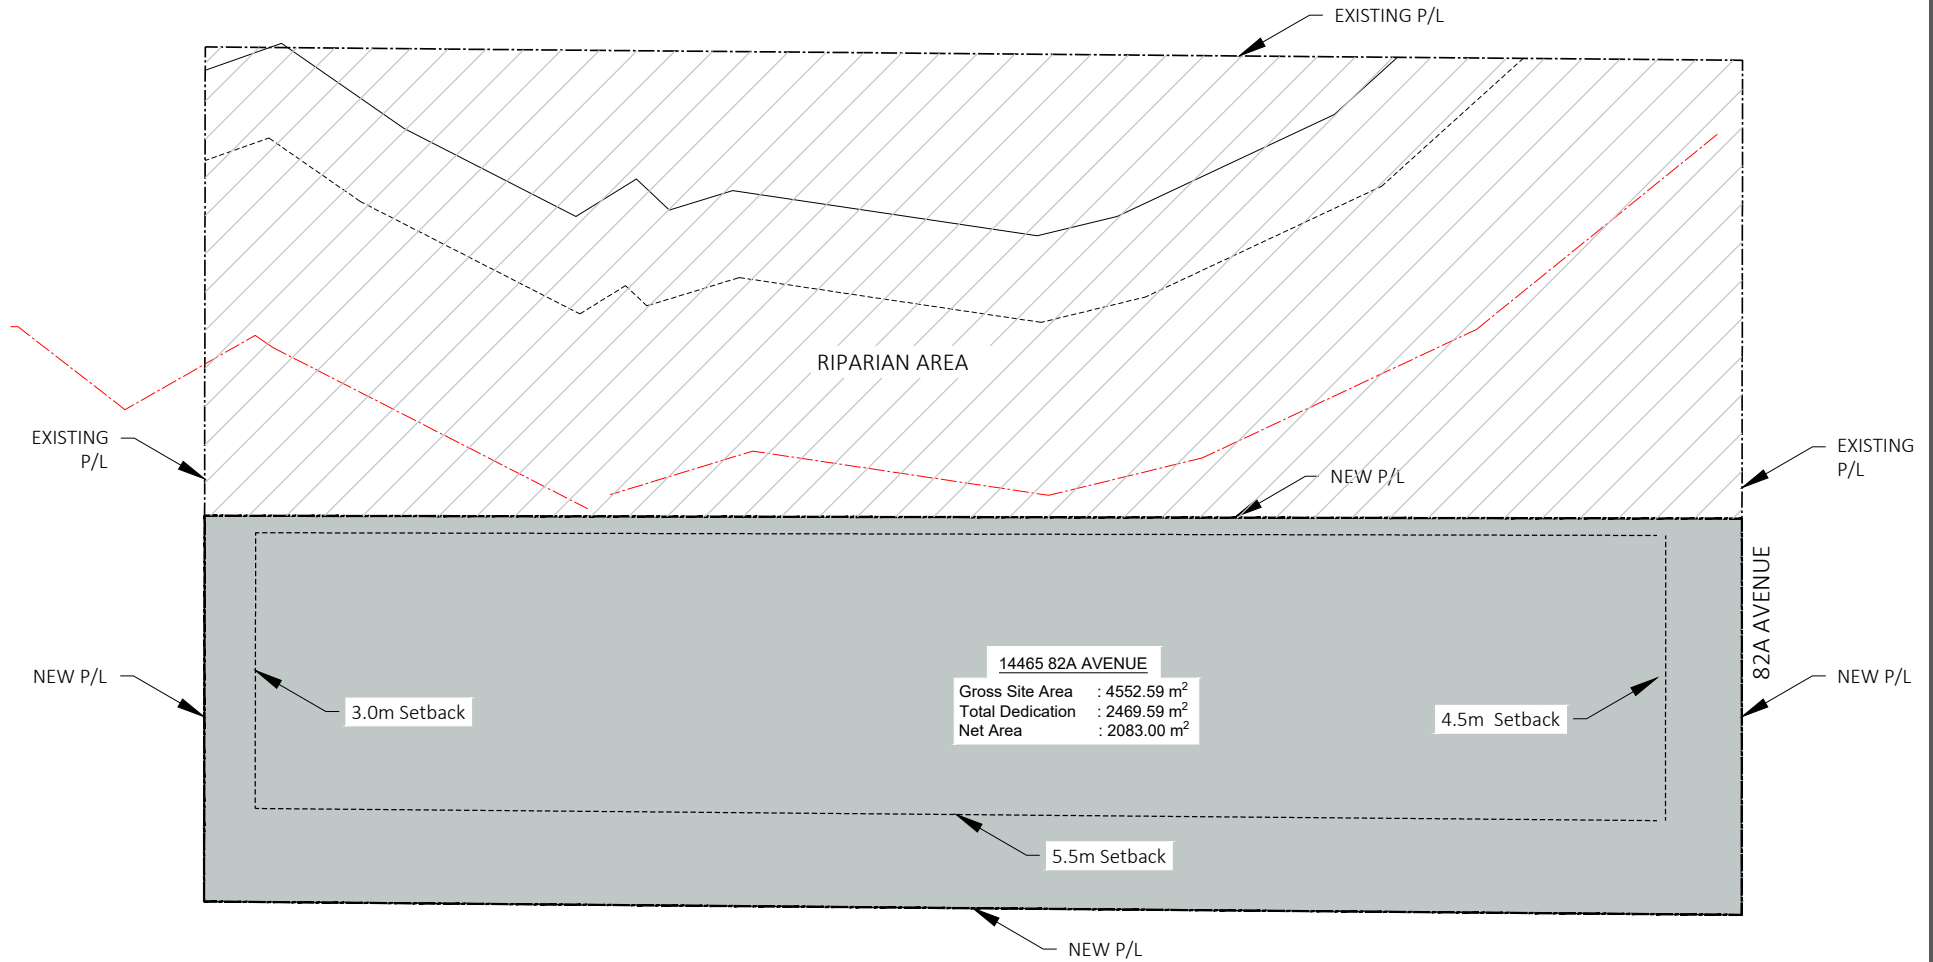 EXISTING P/L
RIPARIAN AREA
EXISTING
P/L
EXISTING
P/L
NEW P/L
82A AVENUE
14465 82A AVENUE
Gross Site Area : 4552.59 m²
Total Dedication : 2469.59 m²
Net Area : 2083.00 m²
NEW P/L
3.0m Setback
4.5m Setback
NEW P/L
5.5m Setback
NEW P/L